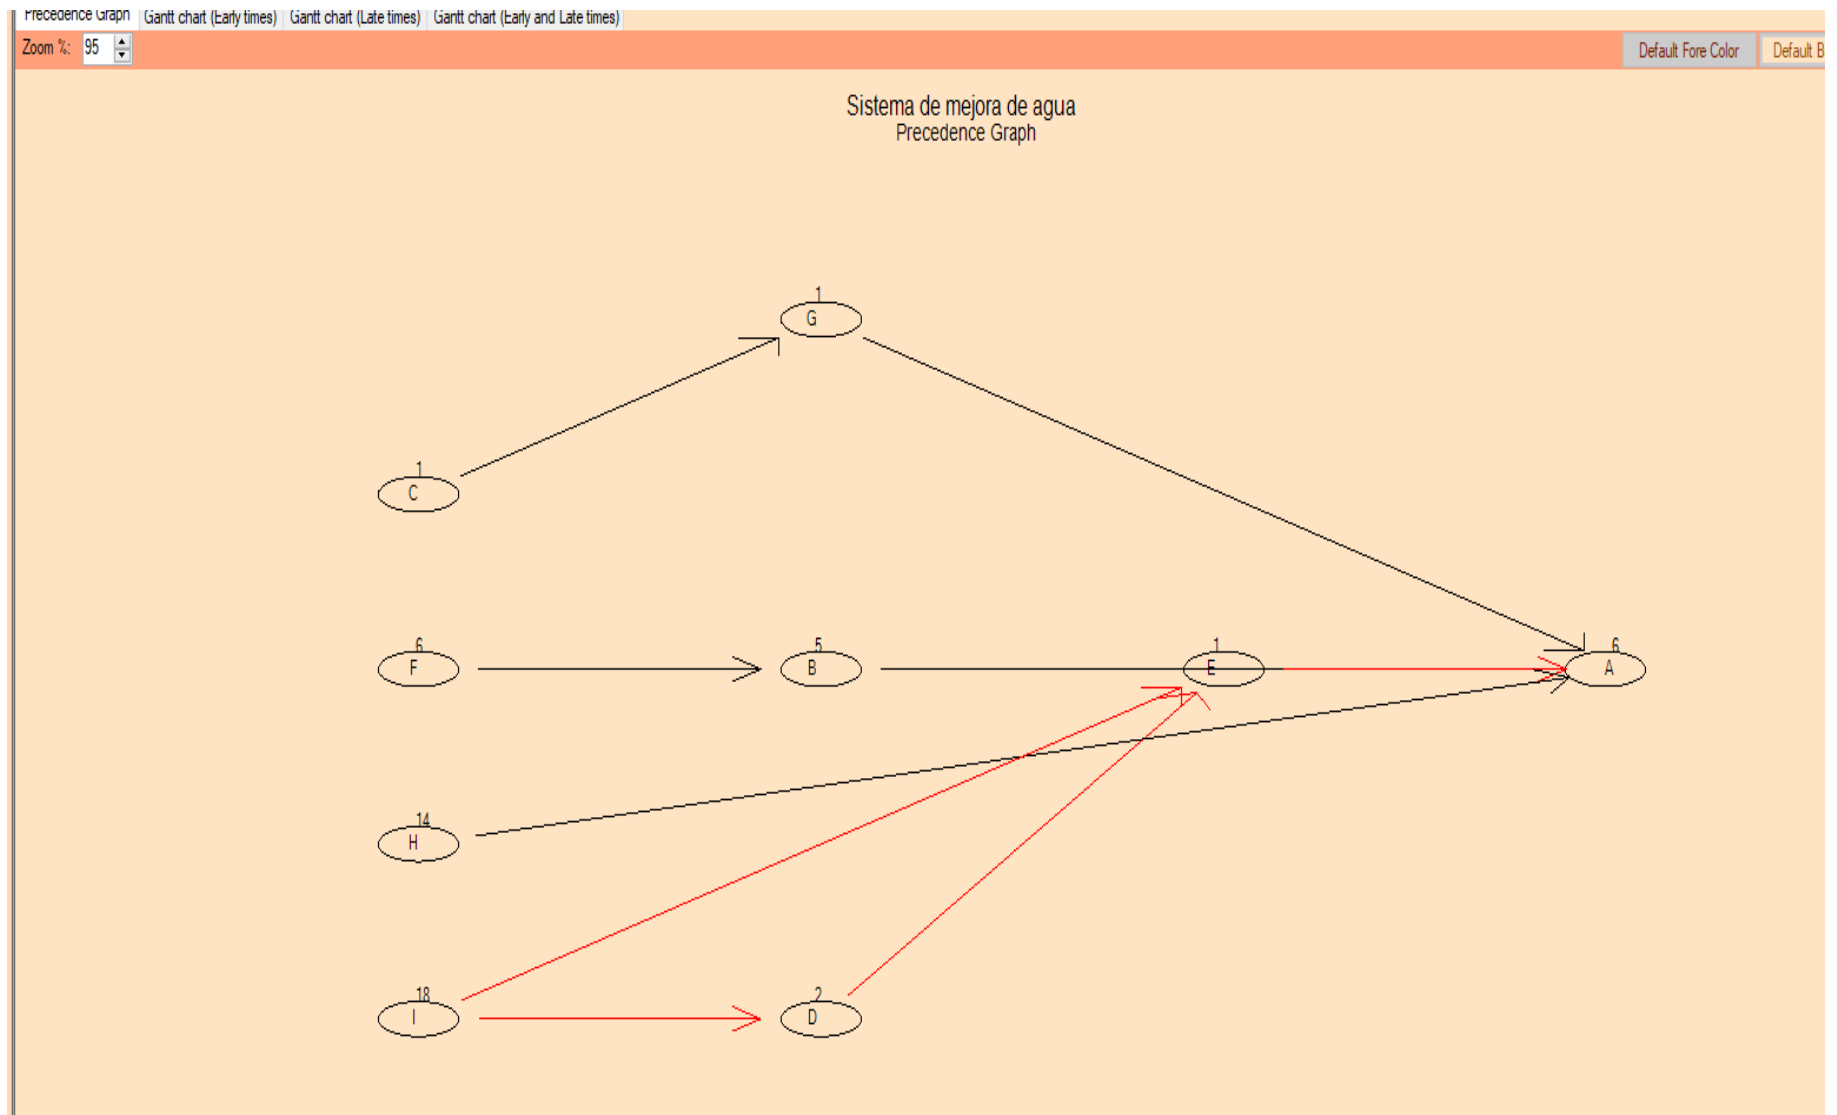 Precedence Graph Gantt chart (Early times) Gantt chart (Late times) Gantt chart (Early and Late times)
Zoom %: 95 Default Fore Color Default B
Sistema de mejora de agua
Precedence Graph
1
G
1
C
6 5 1 6
F B E A
14
H
18 2
I D